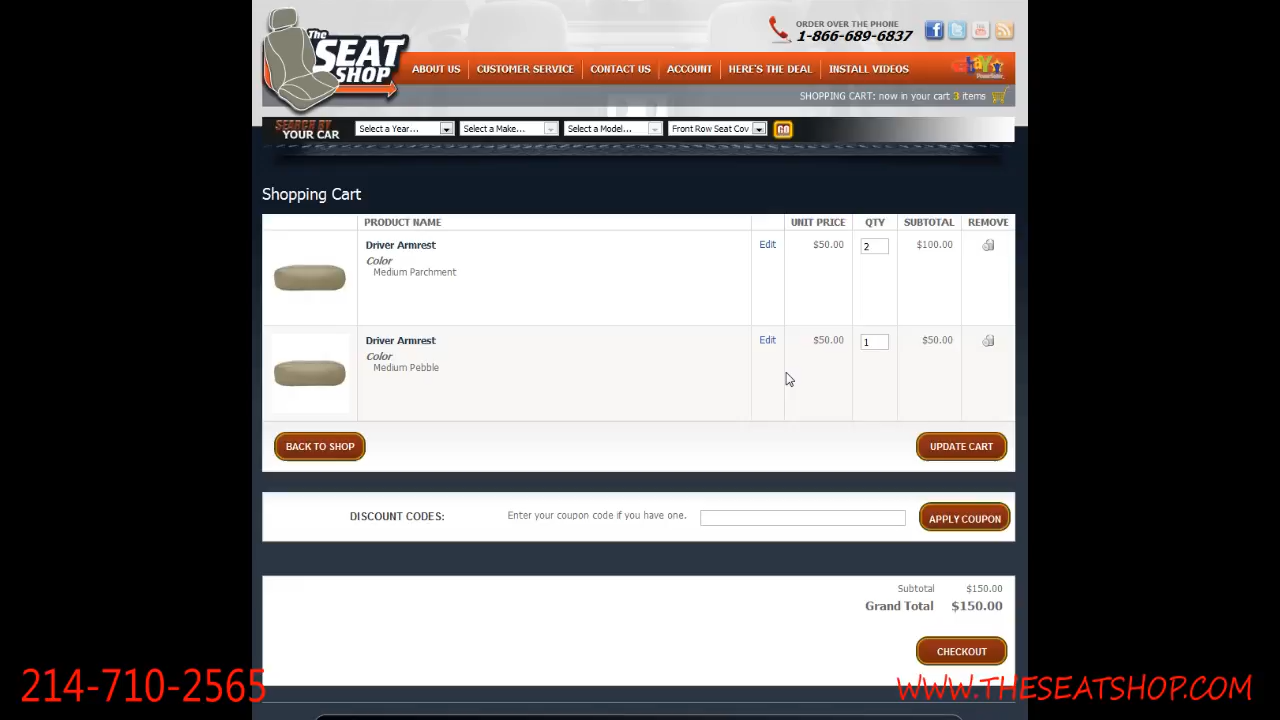 The SEAT SHOP
ORDER OVER THE PHONE
1-866-689-6837
ABOUT US CUSTOMER SERVICE CONTACT US ACCOUNT HERE'S THE DEAL INSTALL VIDEOS
SHOPPING CART: now in your cart 3 items
SEARCH BY
YOUR CAR
Select a Year... Select a Make... Select a Model... Front Row Seat Cov GO
Shopping Cart
PRODUCT NAME UNIT PRICE QTY SUBTOTAL REMOVE
Driver Armrest Edit $50.00 2 $100.00
Color
Medium Parchment
Driver Armrest Edit $50.00 1 $50.00
Color
Medium Pebble
BACK TO SHOP UPDATE CART
DISCOUNT CODES: Enter your coupon code if you have one. APPLY COUPON
Subtotal $150.00
Grand Total $150.00
CHECKOUT
214-710-2565 WWW.THESEATSHOP.COM